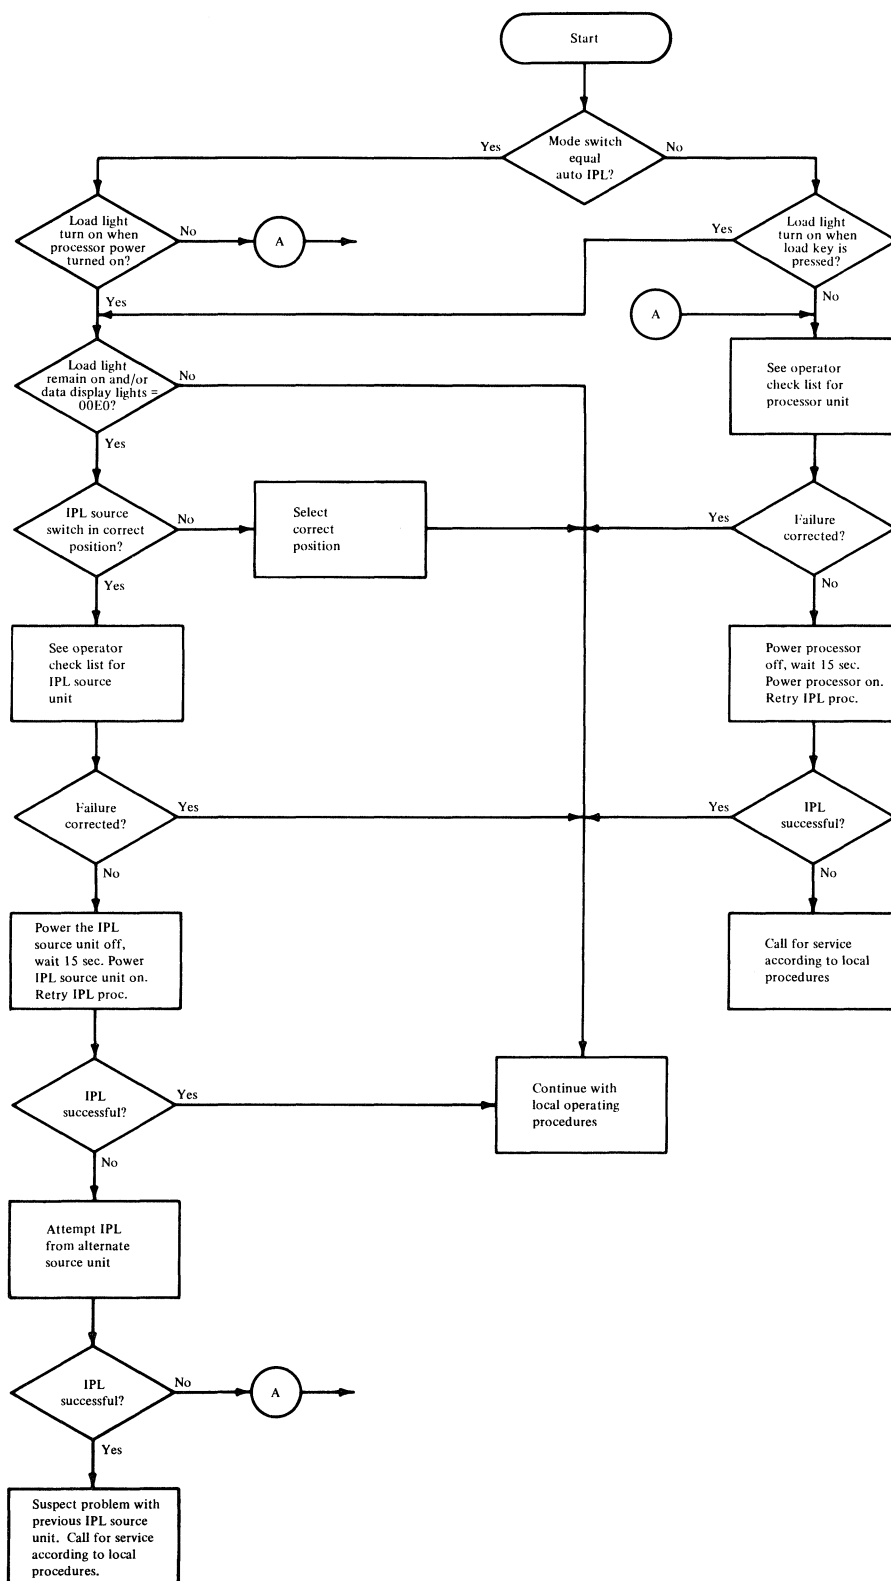 Start
Mode switch
equal
auto IPL?
Yes
No
Load light
turn on when
processor power
turned on?
No
A
Yes
Load light
turn on when
load key is
pressed?
Yes
No
A
Load light
remain on and/or
data display lights =
00E0?
No
Yes
See operator
check list for
processor unit
IPL source
switch in correct
position?
No
Select
correct
position
Yes
Failure
corrected?
Yes
No
See operator
check list for
IPL source
unit
Power processor
off, wait 15 sec.
Power processor on.
Retry IPL proc.
Failure
corrected?
Yes
No
IPL
successful?
Yes
No
Power the IPL
source unit off,
wait 15 sec. Power
IPL source unit on.
Retry IPL proc.
Call for service
according to local
procedures
IPL
successful?
Yes
No
Continue with
local operating
procedures
Attempt IPL
from alternate
source unit
IPL
successful?
No
A
Yes
Suspect problem with
previous IPL source
unit. Call for service
according to local
procedures.